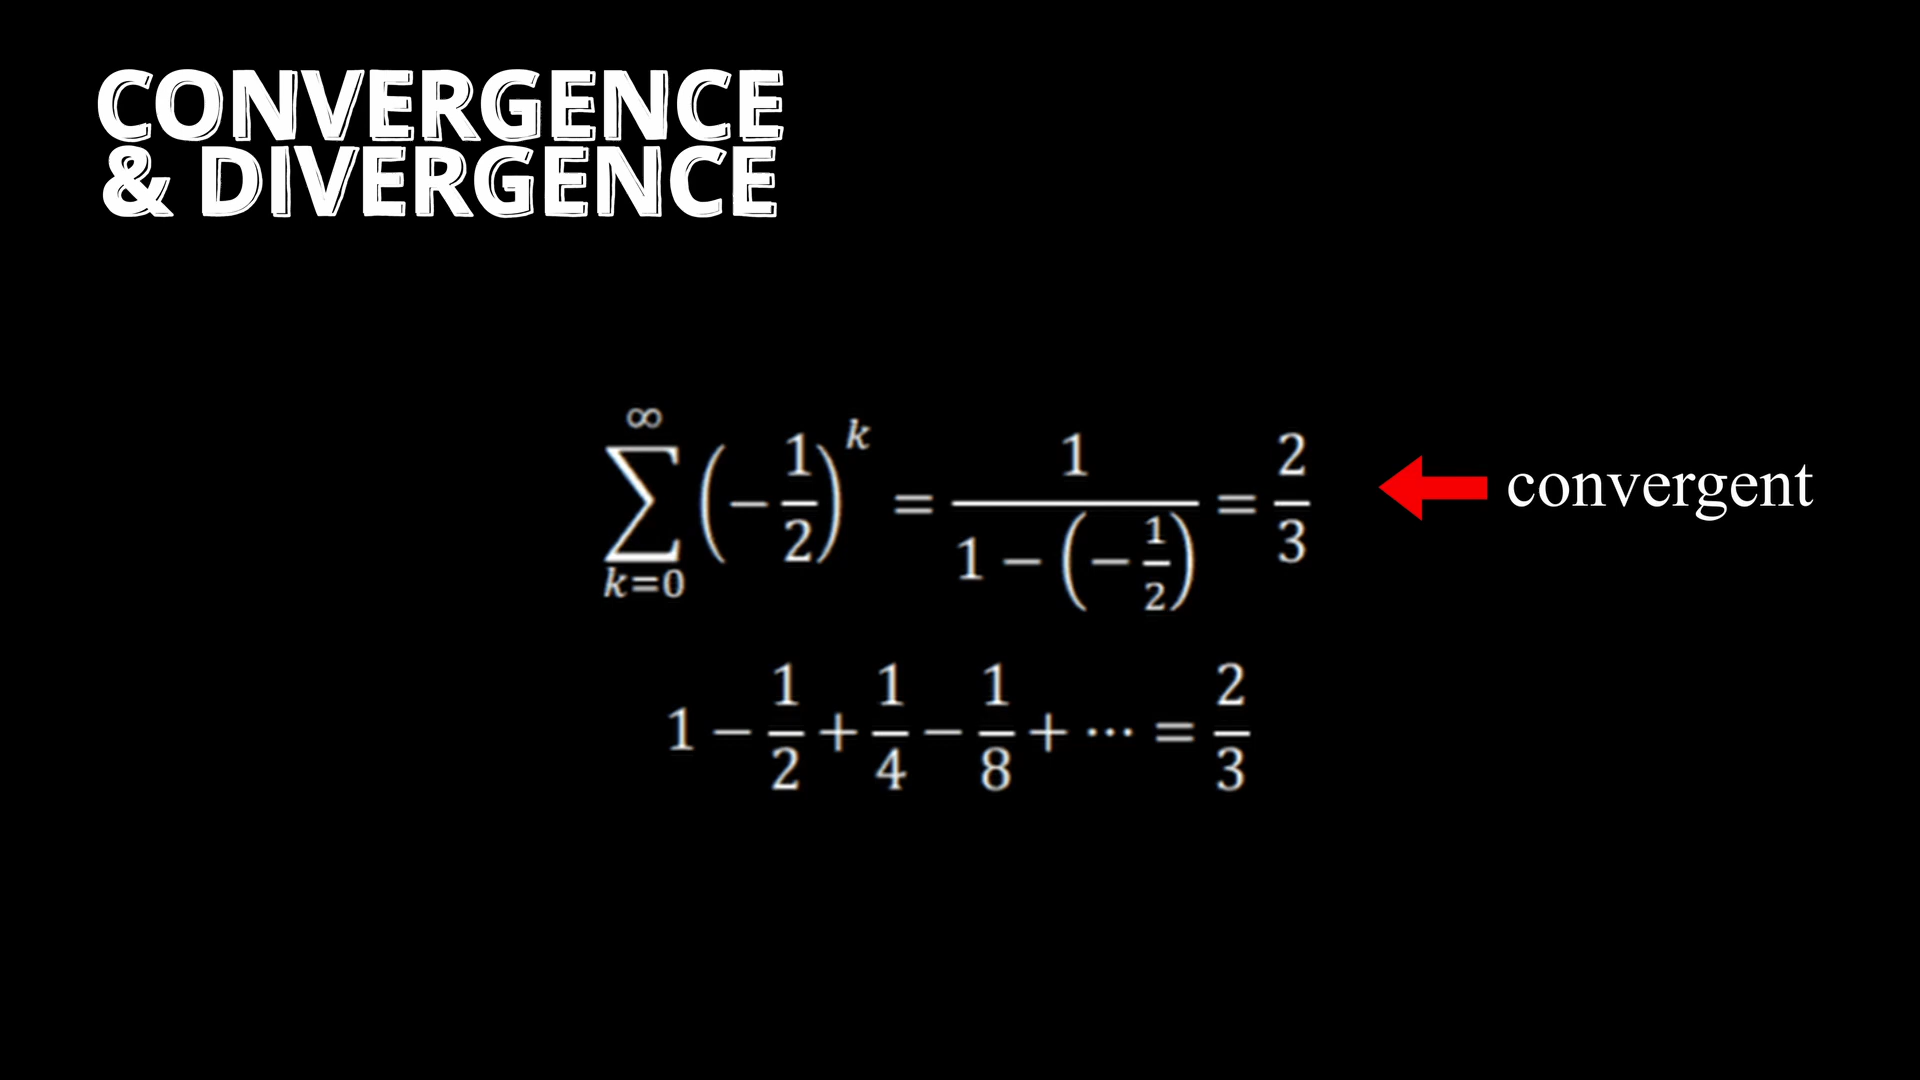 CONVERGENCE
& DIVERGENCE
∑_{k=0}^{∞} (−1/2)^k = 1/(1 − (−1/2)) = 2/3
convergent
1 − 1/2 + 1/4 − 1/8 + ⋯ = 2/3